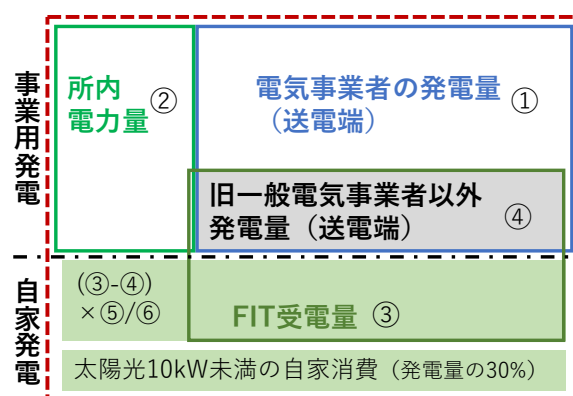 事業用発電
所内
電力量 ②
電気事業者の発電量
（送電端） ①
旧一般電気事業者以外
発電量（送電端） ④
自家発電
(③-④)
×⑤/⑥
FIT受電量 ③
太陽光10kW未満の自家消費（発電量の30%）